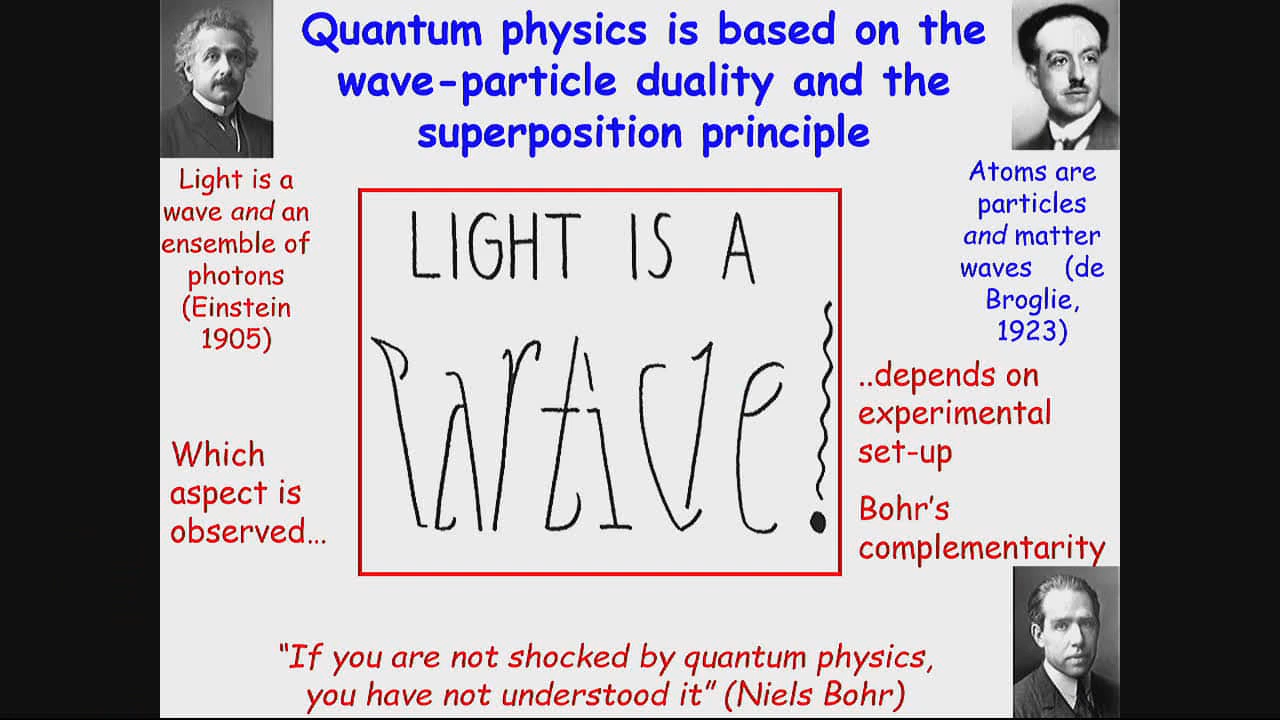 Quantum physics is based on the
wave-particle duality and the
superposition principle
Light is a
wave and an
ensemble of
photons
(Einstein
1905)
Atoms are
particles
and matter
waves (de
Broglie,
1923)
LIGHT IS A
Particle!
Which
aspect is
observed…
..depends on
experimental
set-up
Bohr's
complementarity
"If you are not shocked by quantum physics,
you have not understood it" (Niels Bohr)